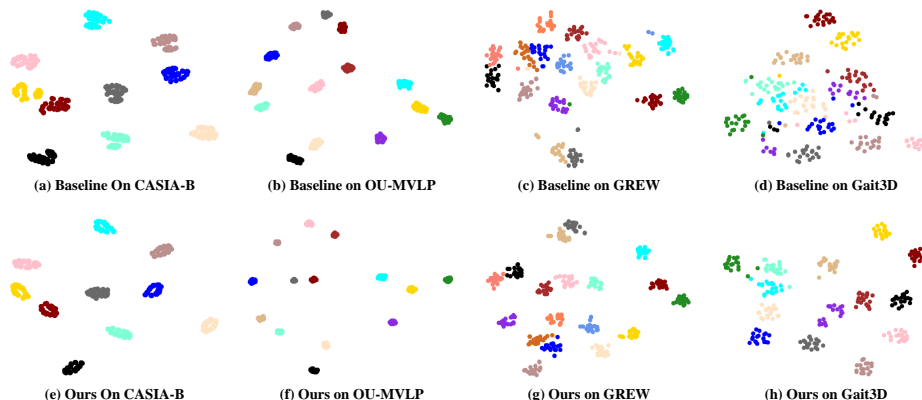 (a) Baseline On CASIA-B
(b) Baseline on OU-MVLP
(c) Baseline on GREW
(d) Baseline on Gait3D
(e) Ours On CASIA-B
(f) Ours on OU-MVLP
(g) Ours on GREW
(h) Ours on Gait3D